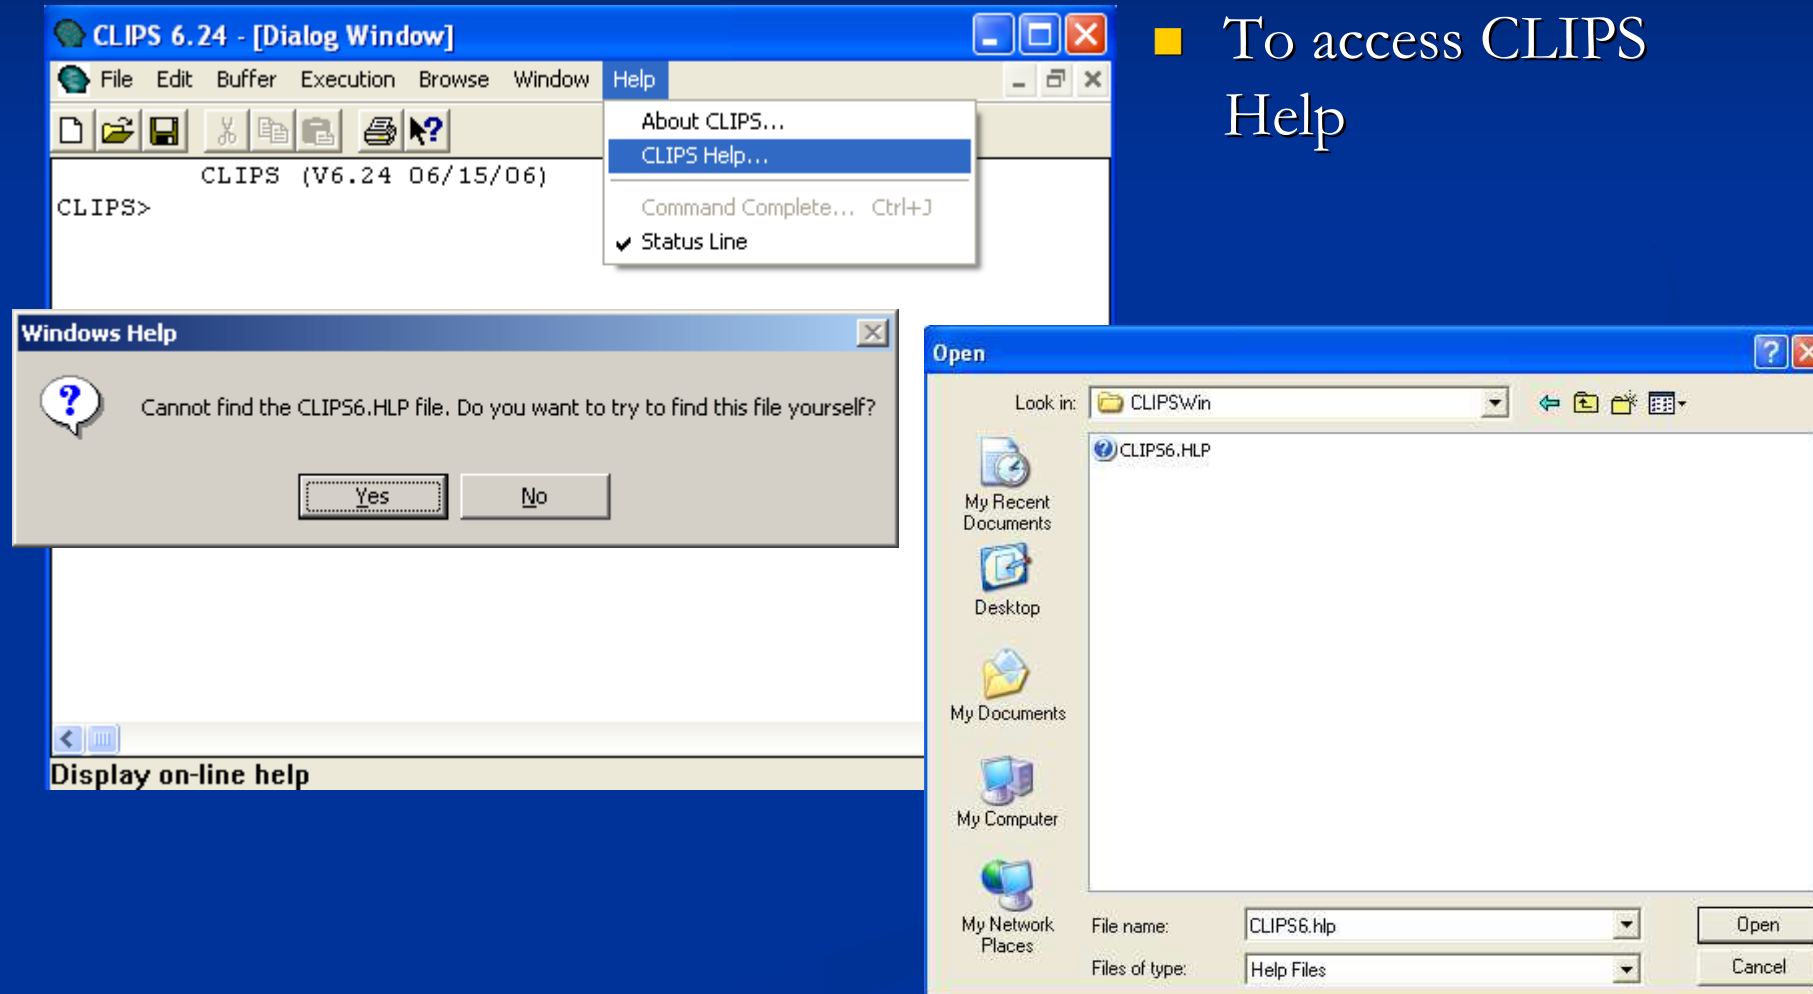 To access CLIPS
Help
CLIPS 6.24 - [Dialog Window]
File Edit Buffer Execution Browse Window Help
About CLIPS...
CLIPS Help...
Command Complete... Ctrl+J
Status Line
CLIPS (V6.24 06/15/06)
CLIPS>
Windows Help
Cannot find the CLIPS6.HLP file. Do you want to try to find this file yourself?
Yes No
Display on-line help
Open
Look in: CLIPSWin
CLIPS6.HLP
My Recent
Documents
Desktop
My Documents
My Computer
My Network
Places
File name: CLIPS6.hlp Open
Files of type: Help Files Cancel